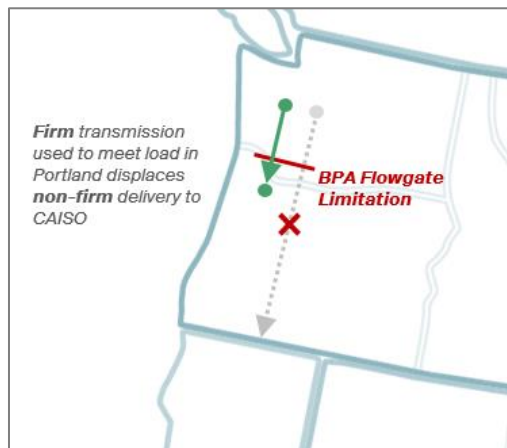 Firm transmission
used to meet load in
Portland displaces
non-firm delivery to
CAISO
BPA Flowgate
Limitation